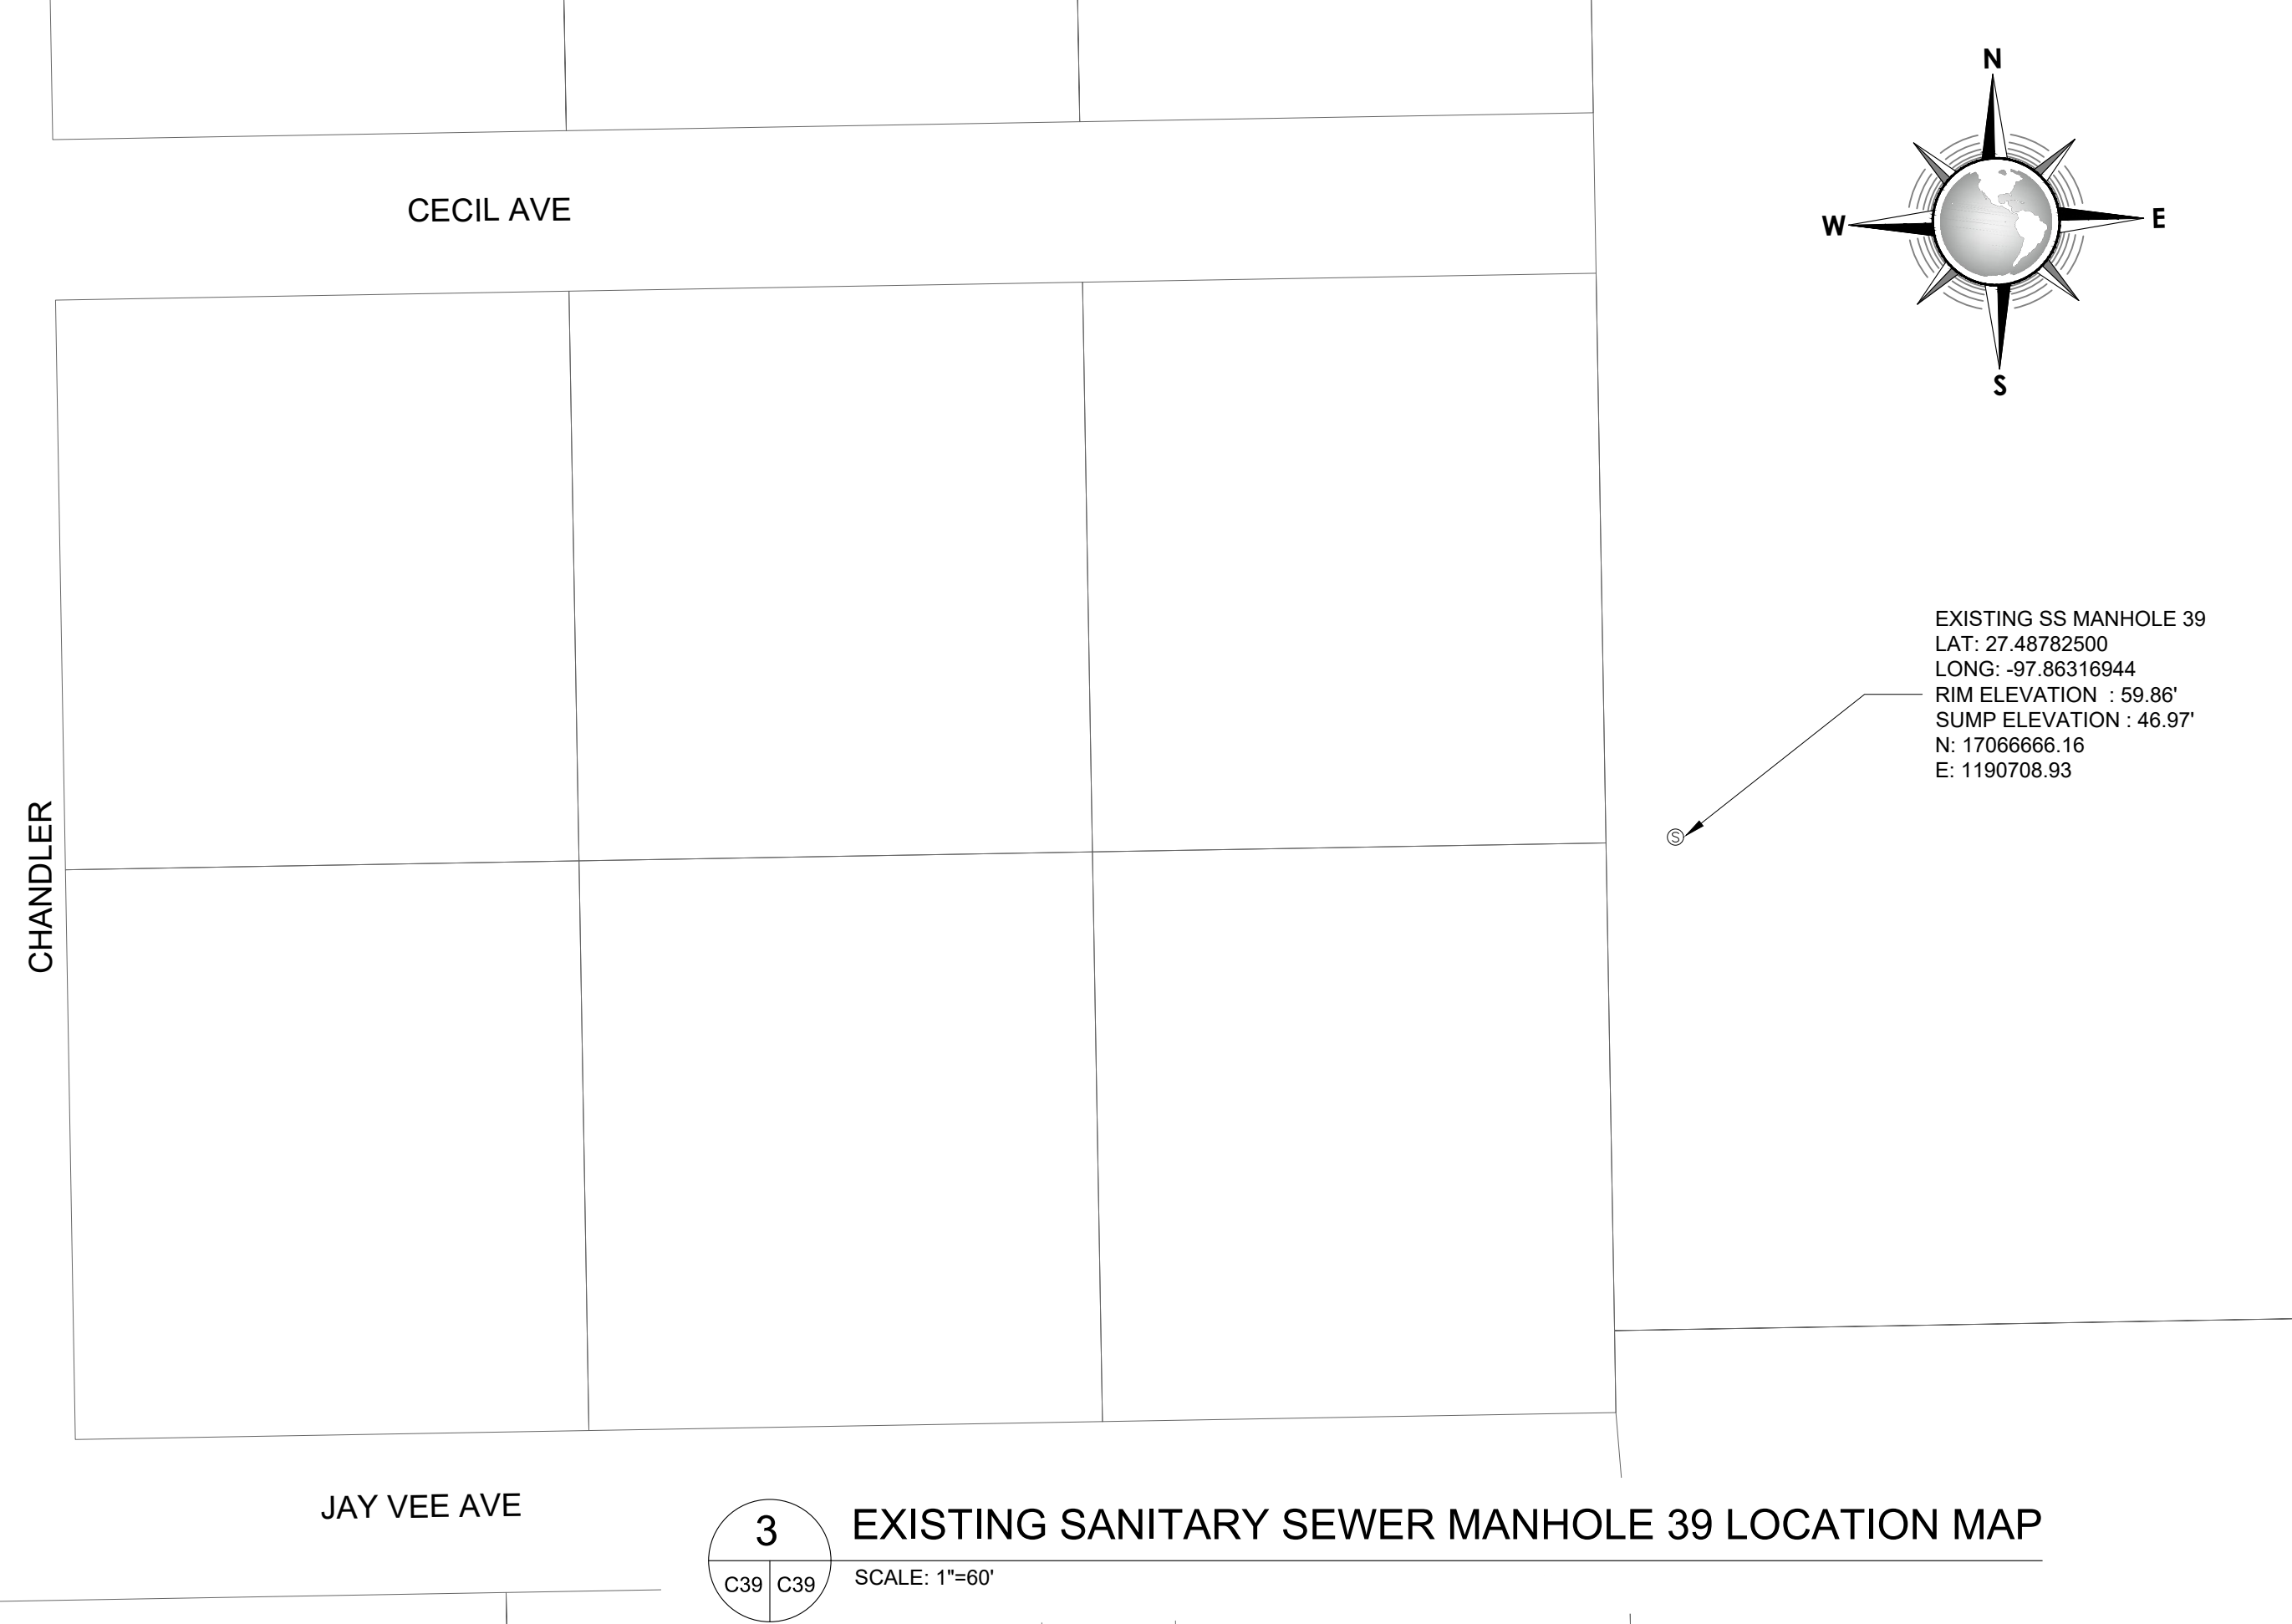 N
W
E
S
CECIL AVE
EXISTING SS MANHOLE 39
LAT: 27.48782500
LONG: -97.86316944
RIM ELEVATION : 59.86'
SUMP ELEVATION : 46.97'
N: 17066666.16
E: 1190708.93
S
CHANDLER
JAY VEE AVE
3
C39 C39
EXISTING SANITARY SEWER MANHOLE 39 LOCATION MAP
SCALE: 1"=60'